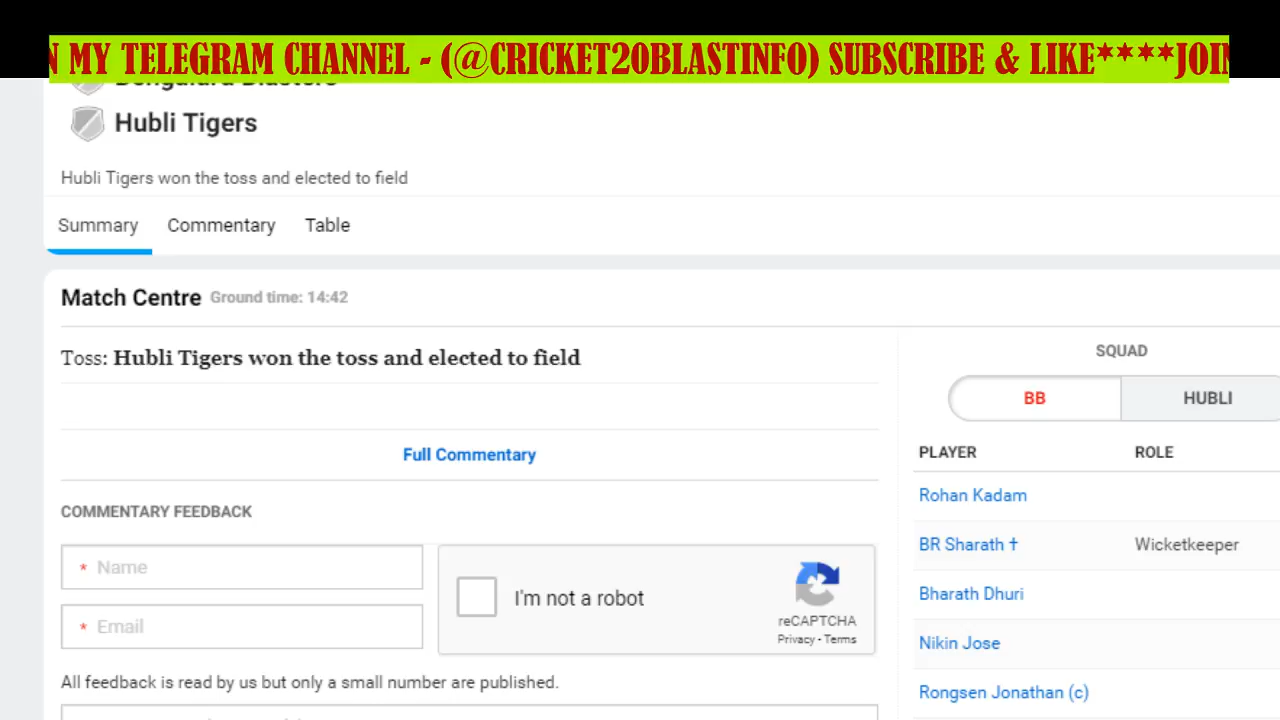 N MY TELEGRAM CHANNEL - (@CRICKET20BLASTINFO) SUBSCRIBE & LIKE****JOIN
Hubli Tigers
Hubli Tigers won the toss and elected to field
Summary Commentary Table
Match Centre Ground time: 14:42
Toss: Hubli Tigers won the toss and elected to field
SQUAD
BB HUBLI
Full Commentary
PLAYER ROLE
Rohan Kadam
COMMENTARY FEEDBACK
BR Sharath † Wicketkeeper
* Name
I'm not a robot
reCAPTCHA
Privacy - Terms
Bharath Dhuri
* Email
Nikin Jose
All feedback is read by us but only a small number are published.
Rongsen Jonathan (c)